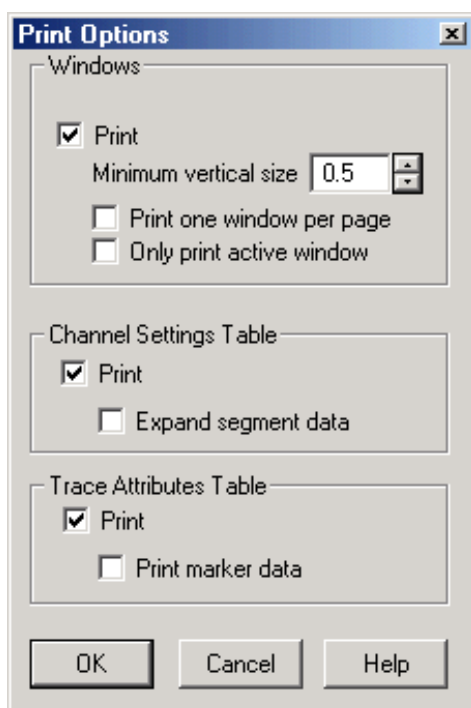 Print Options
Windows
Print
Minimum vertical size 0.5
Print one window per page
Only print active window
Channel Settings Table
Print
Expand segment data
Trace Attributes Table
Print
Print marker data
OK Cancel Help